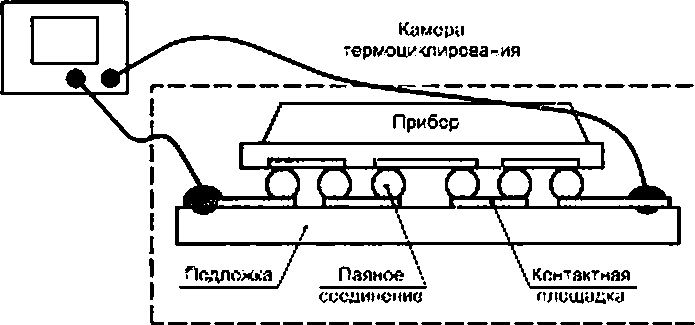 Камера
термоциклирования
Прибор
Подложка
Паяное
соединение
Контактная
площадка